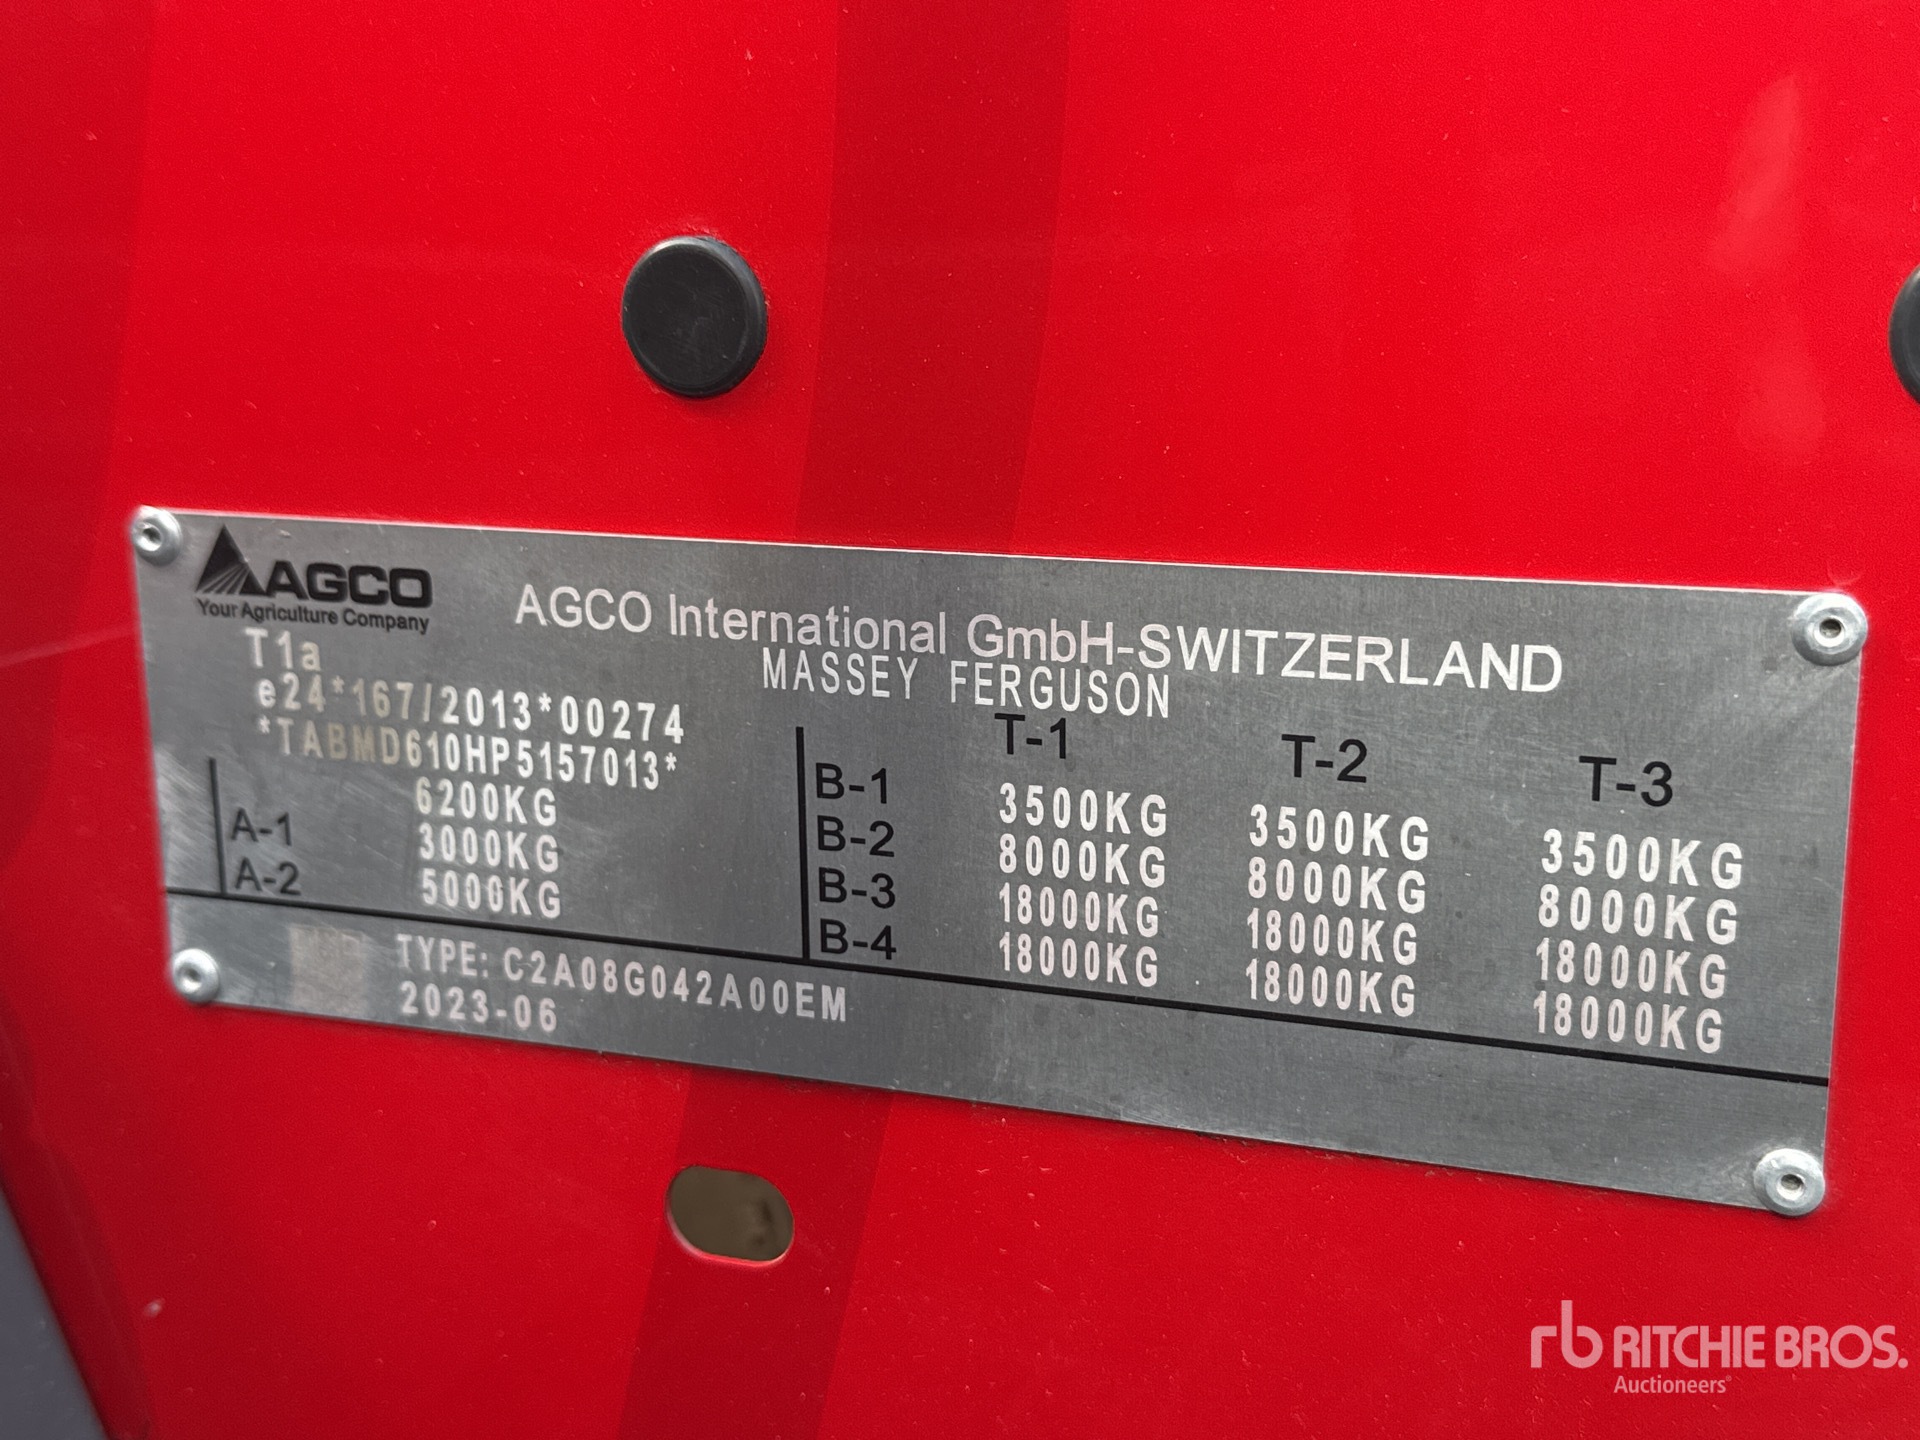 AGCO
Your Agriculture Company
AGCO International GmbH-SWITZERLAND
MASSEY FERGUSON
T1a
e24*167/2013*00274
*TABMD610HP5157013*
6200KG
A-1 3000KG
A-2 5000KG
T-1 T-2 T-3
B-1 3500KG 3500KG 3500KG
B-2 8000KG 8000KG 8000KG
B-3 18000KG 18000KG 18000KG
B-4 18000KG 18000KG 18000KG
TYPE: C2A08G042A00EM
2023-06
rb RITCHIE BROS.
Auctioneers